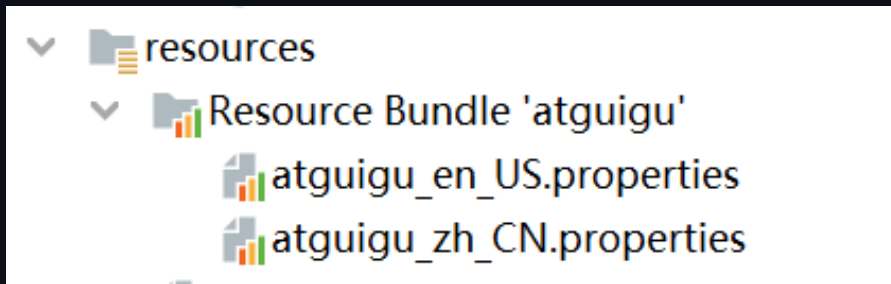 resources
Resource Bundle 'atguigu'
atguigu_en_US.properties
atguigu_zh_CN.properties